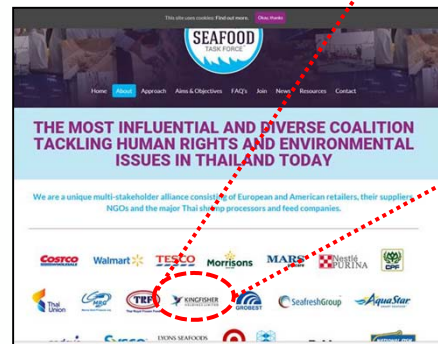 This site uses cookies: Find out more. Okay, thanks
SEAFOOD
TASK FORCE
Home About Approach Aims & Objectives FAQ's Join News Resources Contact
THE MOST INFLUENTIAL AND DIVERSE COALITION
TACKLING HUMAN RIGHTS AND ENVIRONMENTAL
ISSUES IN THAILAND TODAY
We are a unique multi-stakeholder alliance consisting of European and American retailers, their suppliers,
NGOs and the major Thai shrimp processors and feed companies.
COSTCO Walmart TESCO Morrisons MARS Nestlé PURINA CPF
Thai Union MRG TRF KINGFISHER GROBEST SeafreshGroup AquaStar
Sysco LYONS SEAFOODS